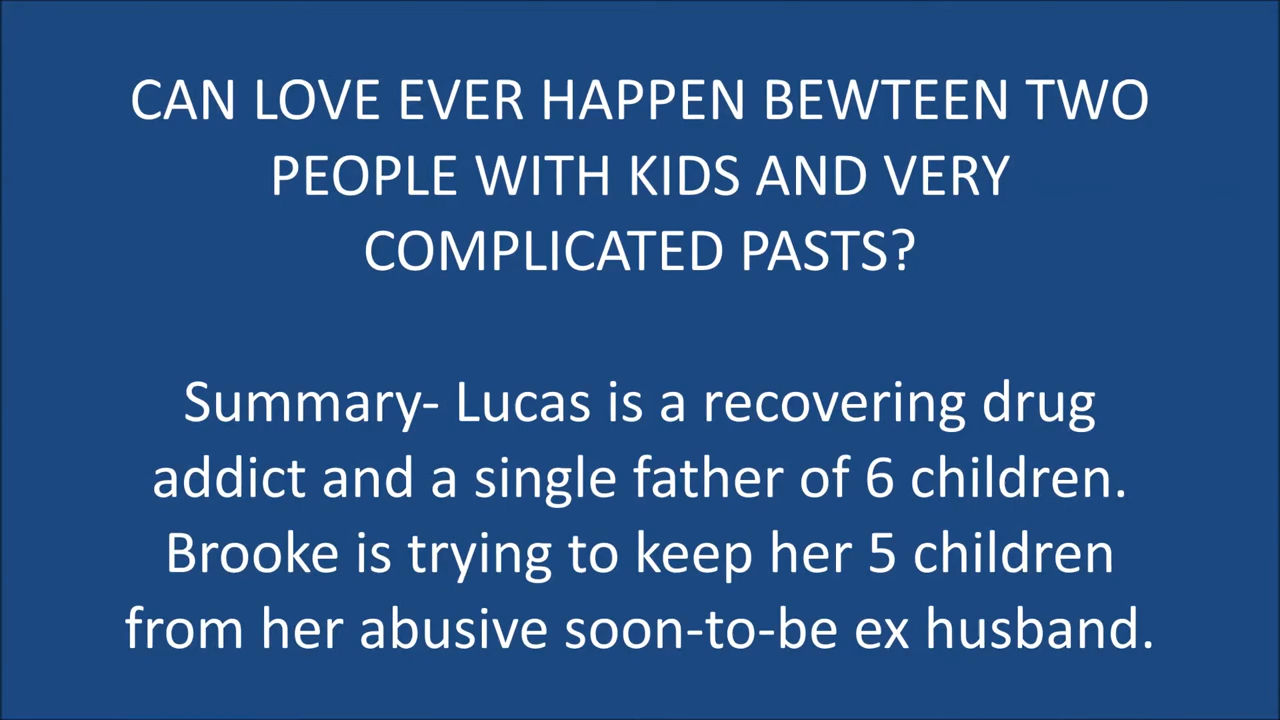 CAN LOVE EVER HAPPEN BEWTEEN TWO
PEOPLE WITH KIDS AND VERY
COMPLICATED PASTS?
Summary- Lucas is a recovering drug
addict and a single father of 6 children.
Brooke is trying to keep her 5 children
from her abusive soon-to-be ex husband.